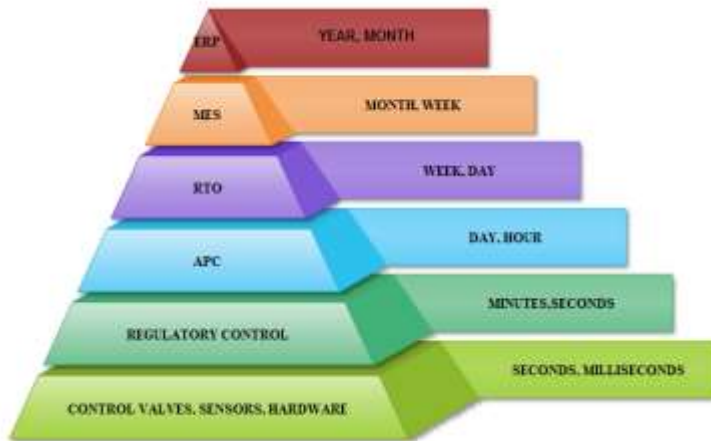 ERP
YEAR, MONTH
MES
MONTH, WEEK
RTO
WEEK, DAY
APC
DAY, HOUR
REGULATORY CONTROL
MINUTES,SECONDS
CONTROL VALVES, SENSORS, HARDWARE
SECONDS, MILLISECONDS